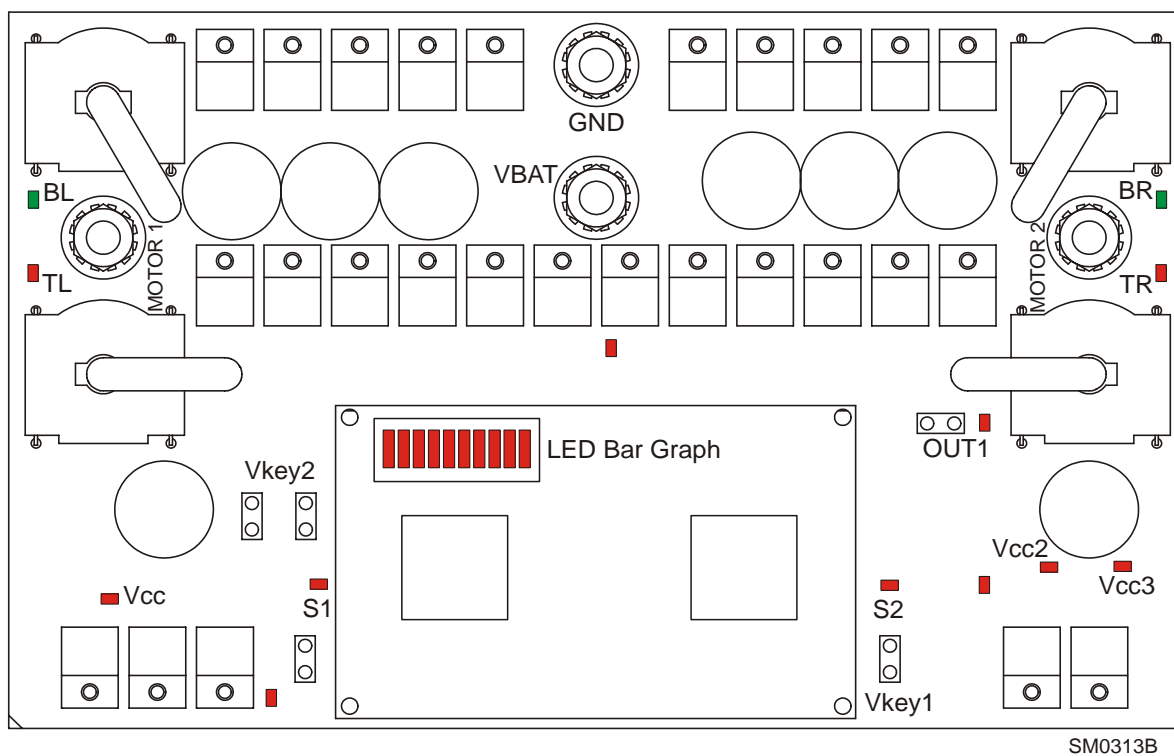 GND
VBAT
BL
BR
MOTOR 1
MOTOR 2
TL
TR
OUT1
LED Bar Graph
Vkey2
Vcc2
Vcc3
Vcc
S1
S2
Vkey1
SM0313B